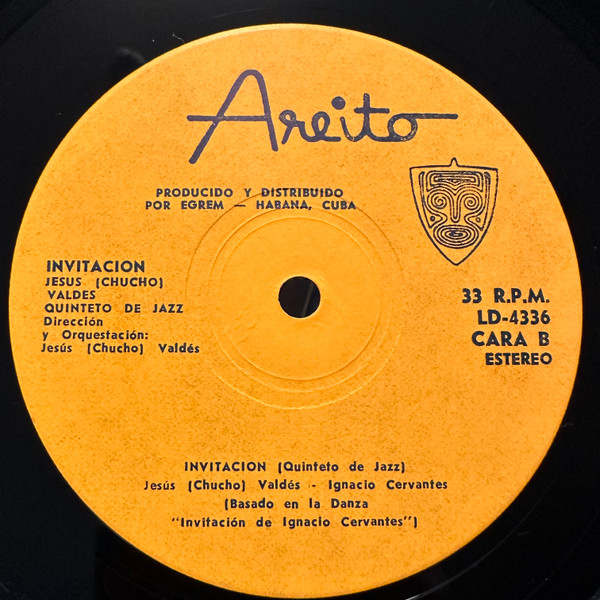 Areito
PRODUCIDO Y DISTRIBUIDO
POR EGREM — HABANA, CUBA
INVITACION
JESUS (CHUCHO)
VALDES
QUINTETO DE JAZZ
Dirección
y Orquestación:
Jesús (Chucho) Valdés
33 R.P.M.
LD-4336
CARA B
ESTEREO
INVITACION (Quinteto de Jazz)
Jesús (Chucho) Valdés - Ignacio Cervantes
(Basado en la Danza
"Invitación de Ignacio Cervantes")